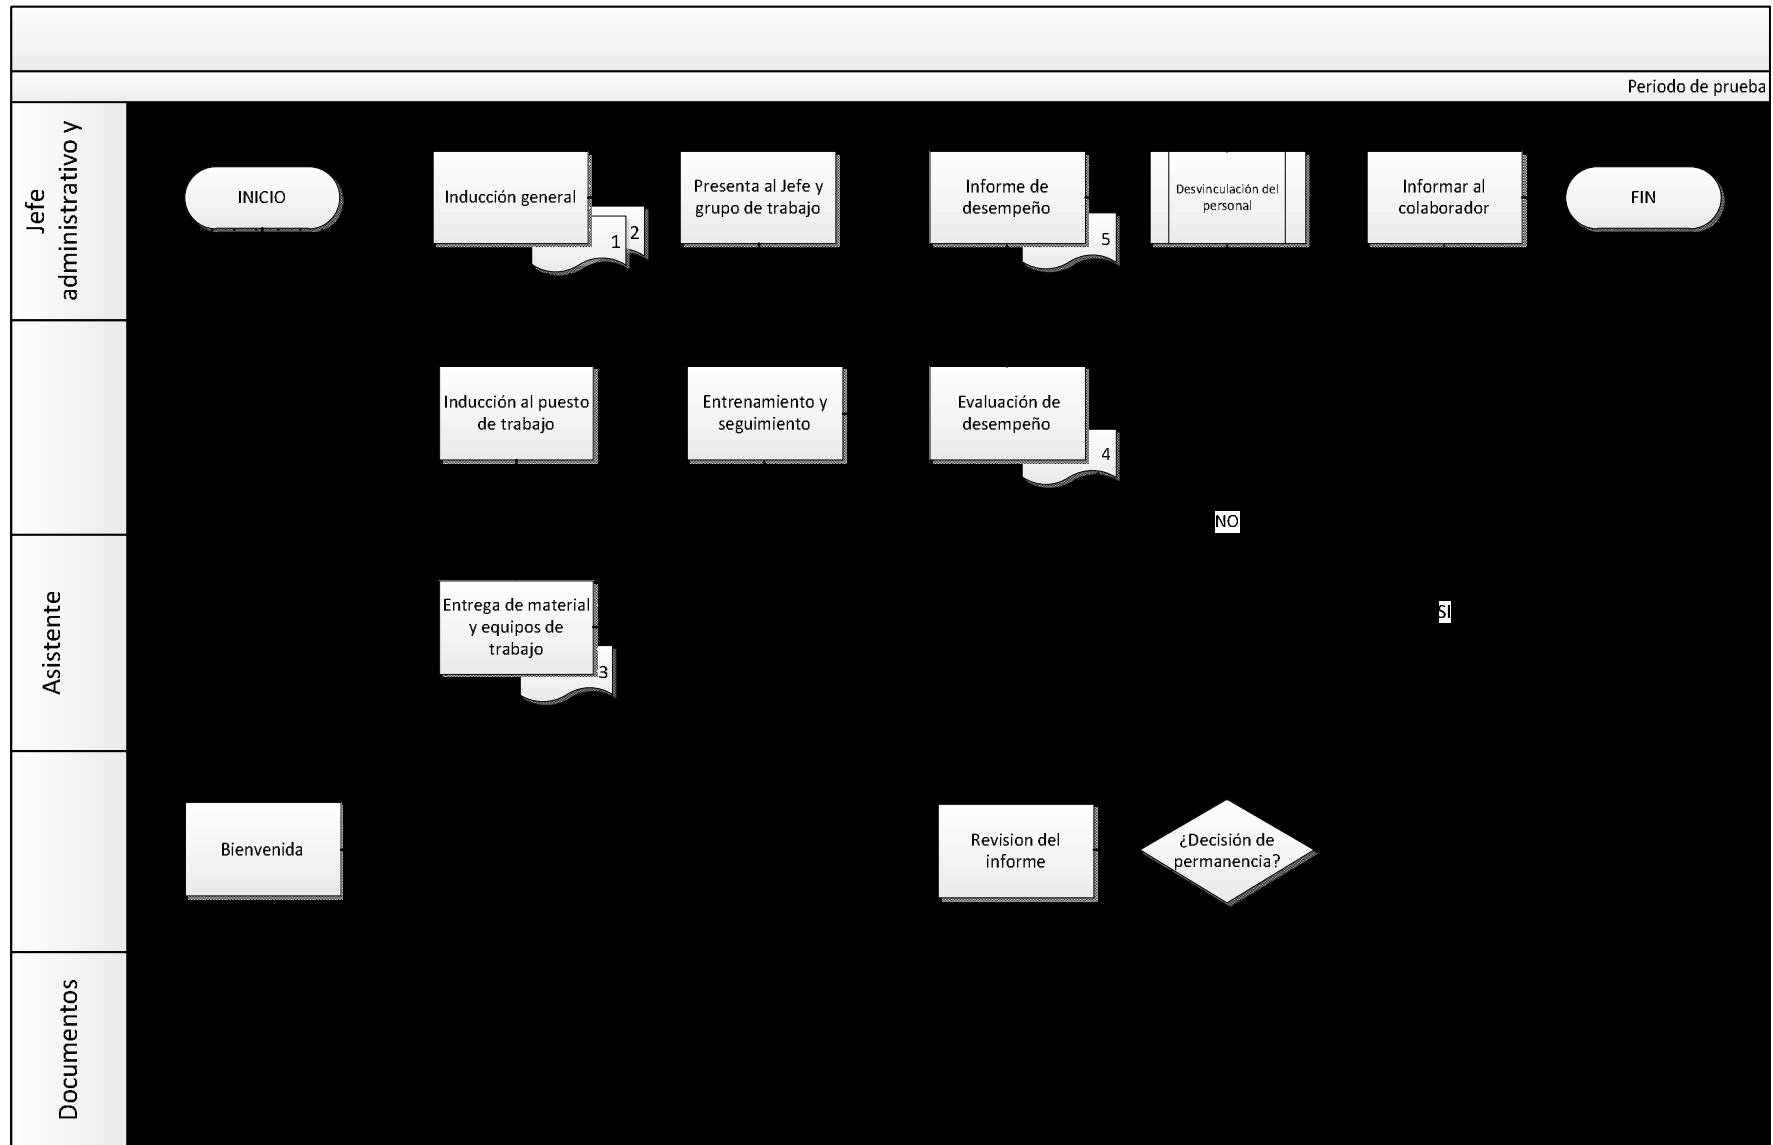 Periodo de prueba
Jefe
administrativo y
INICIO
Inducción general
1
2
Presenta al Jefe y
grupo de trabajo
Informe de
desempeño
5
Desvinculación del
personal
Informar al
colaborador
FIN
Inducción al puesto
de trabajo
Entrenamiento y
seguimiento
Evaluación de
desempeño
4
NO
Asistente
Entrega de material
y equipos de
trabajo
3
SI
Bienvenida
Revision del
informe
¿Decisión de
permanencia?
Documentos